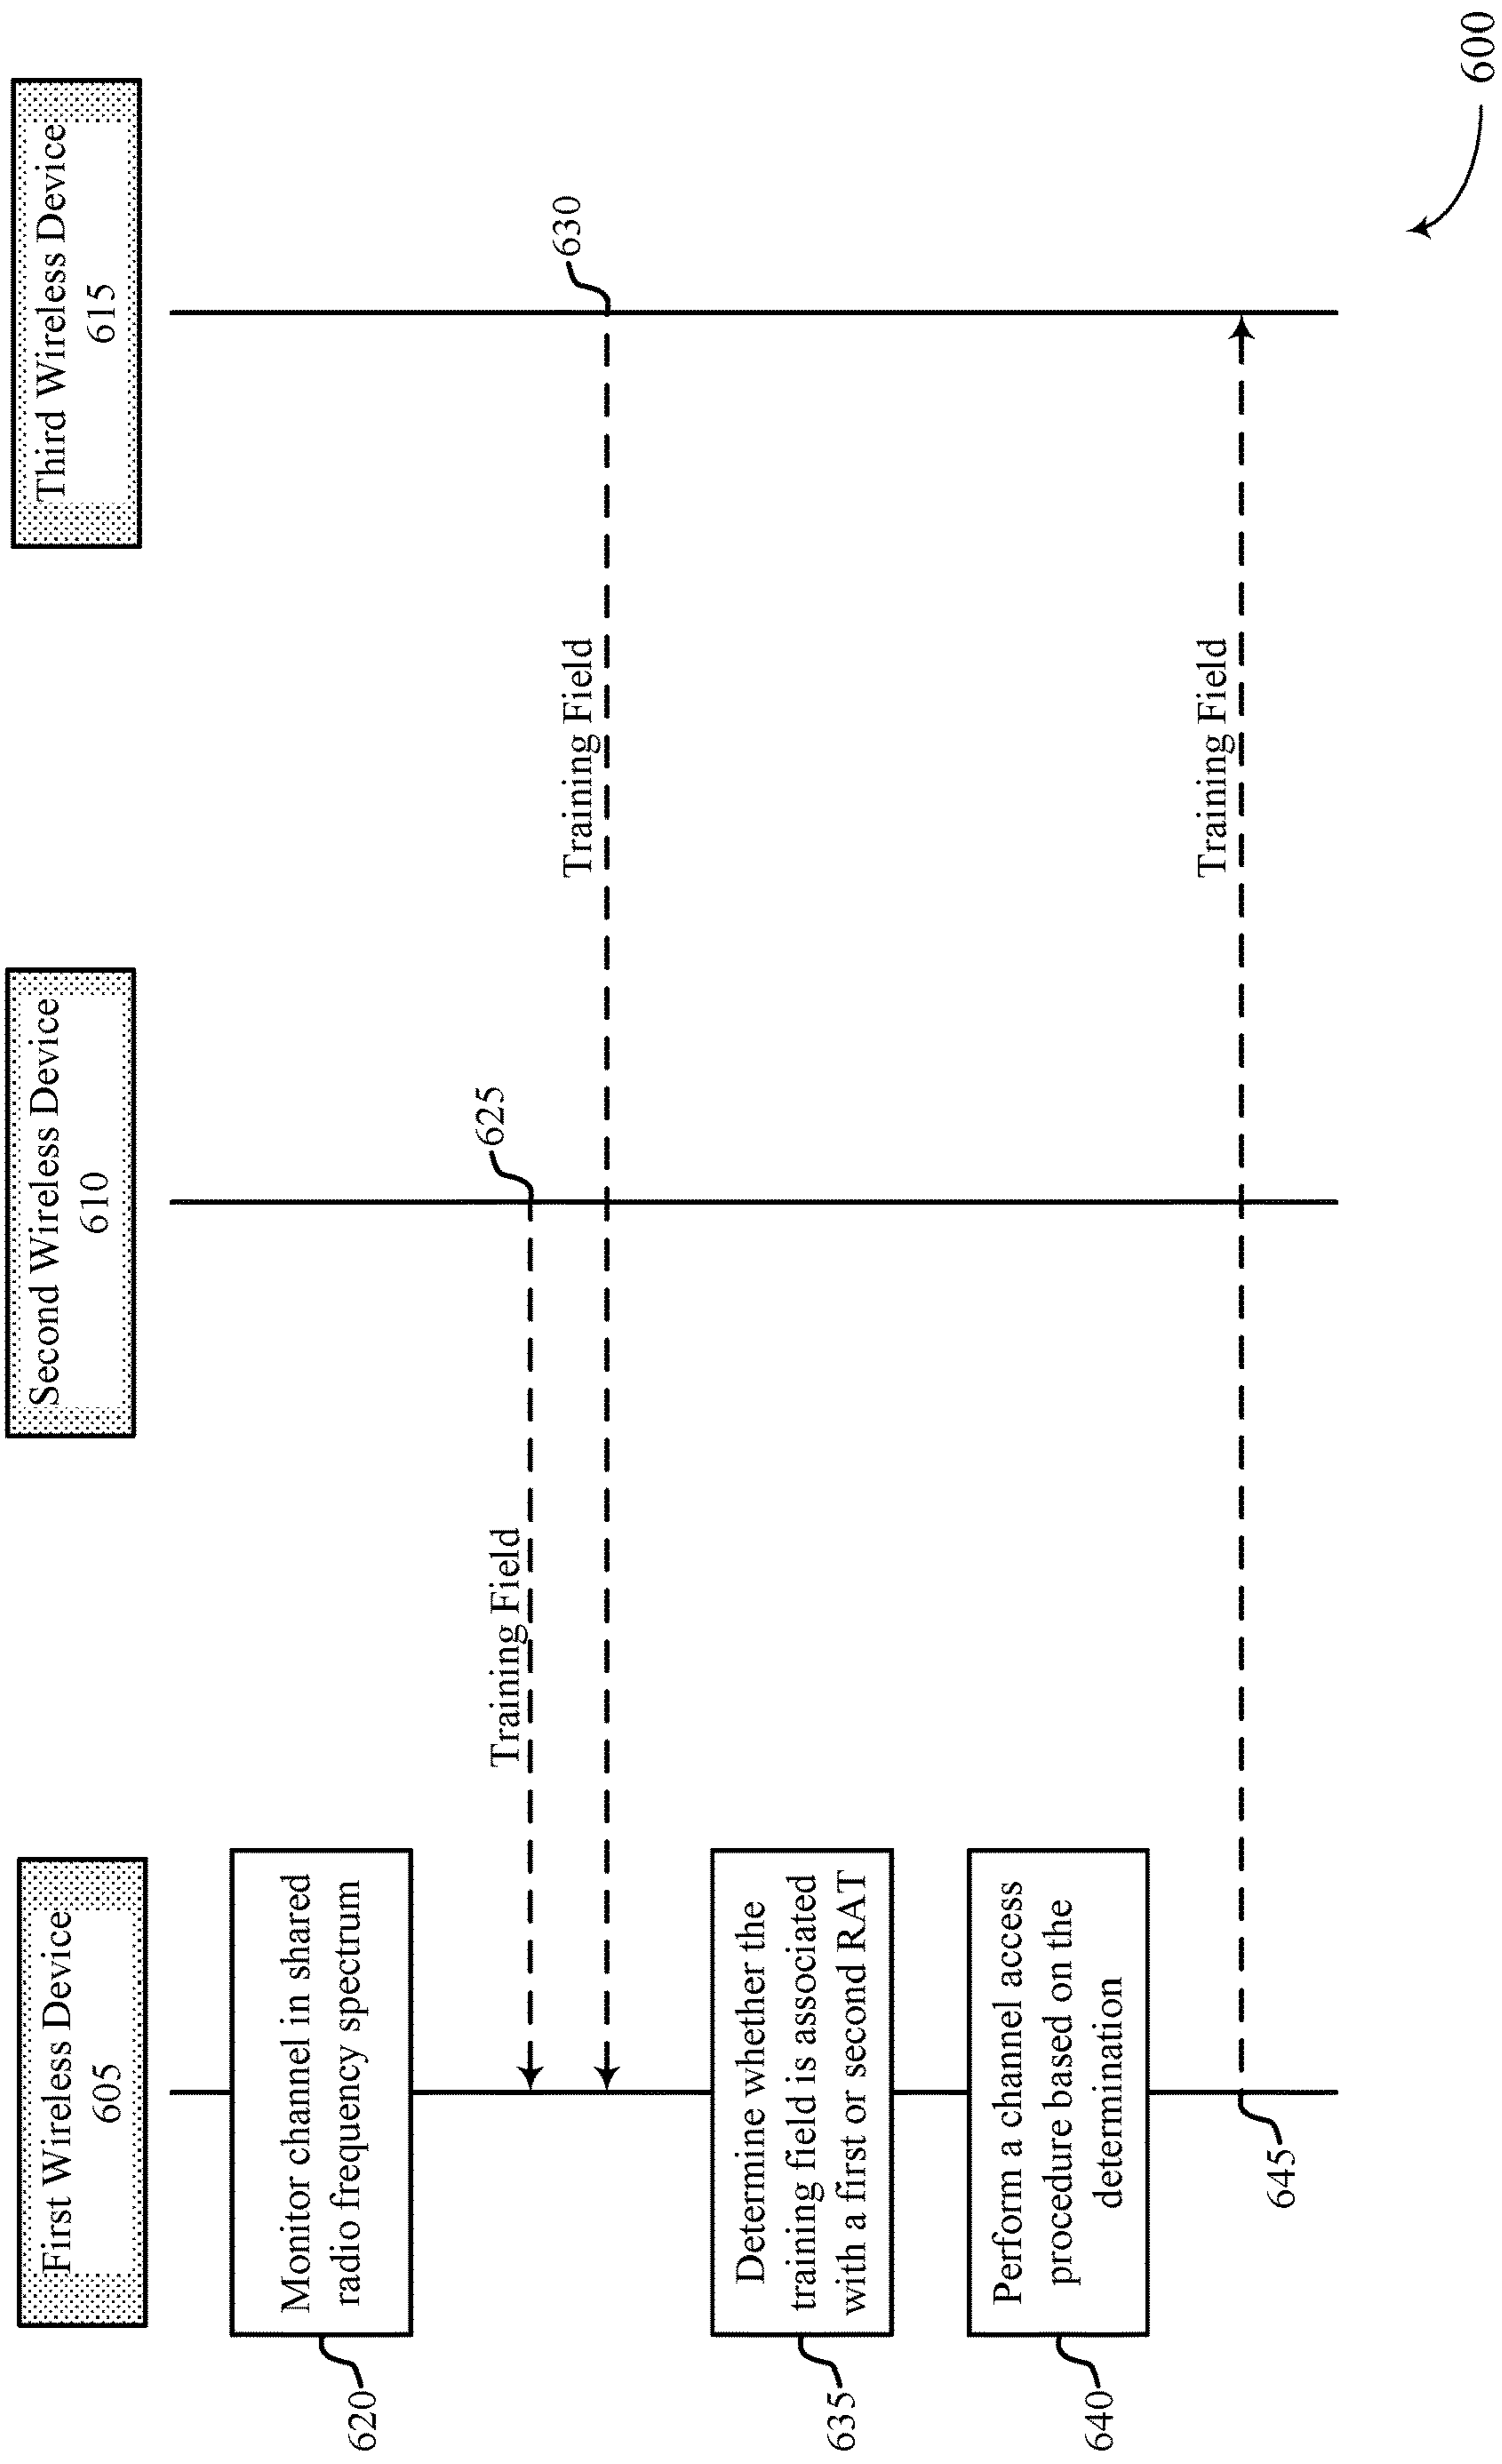 First Wireless Device
605
Second Wireless Device
610
Third Wireless Device
615
Monitor channel in shared
radio frequency spectrum
620
625
Training Field
630
Training Field
Determine whether the
training field is associated
with a first or second RAT
635
Perform a channel access
procedure based on the
determination
640
Training Field
645
600